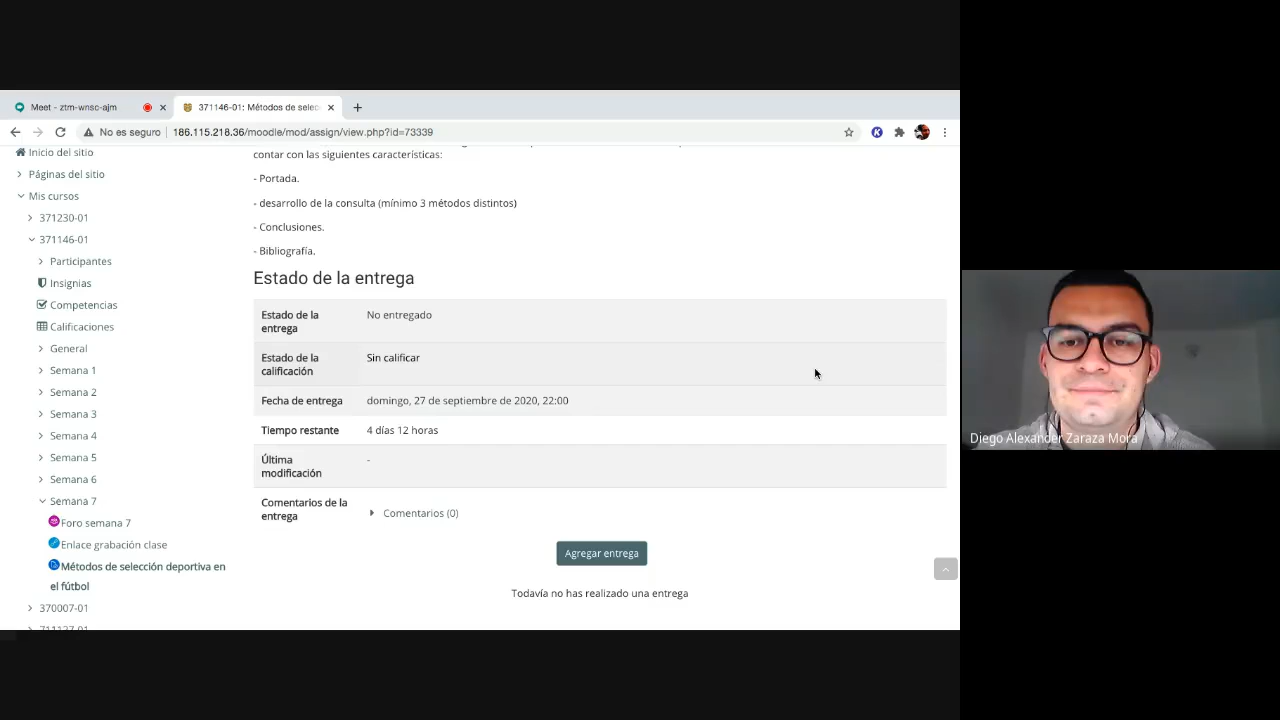 Meet - ztm-wnsc-ajm
371146-01: Métodos de selec
No es seguro
186.115.218.36/moodle/mod/assign/view.php?id=73339
Inicio del sitio
Páginas del sitio
Mis cursos
371230-01
371146-01
Participantes
Insignias
Competencias
Calificaciones
General
Semana 1
Semana 2
Semana 3
Semana 4
Semana 5
Semana 6
Semana 7
Foro semana 7
Enlace grabación clase
Métodos de selección deportiva en
el fútbol
370007-01
contar con las siguientes características:
- Portada.
- desarrollo de la consulta (mínimo 3 métodos distintos)
- Conclusiones.
- Bibliografía.
Estado de la entrega
Estado de la
entrega
No entregado
Estado de la
calificación
Sin calificar
Fecha de entrega
domingo, 27 de septiembre de 2020, 22:00
Tiempo restante
4 días 12 horas
Última
modificación
-
Comentarios de la
entrega
Comentarios (0)
Agregar entrega
Todavía no has realizado una entrega
Diego Alexander Zaraza Mora